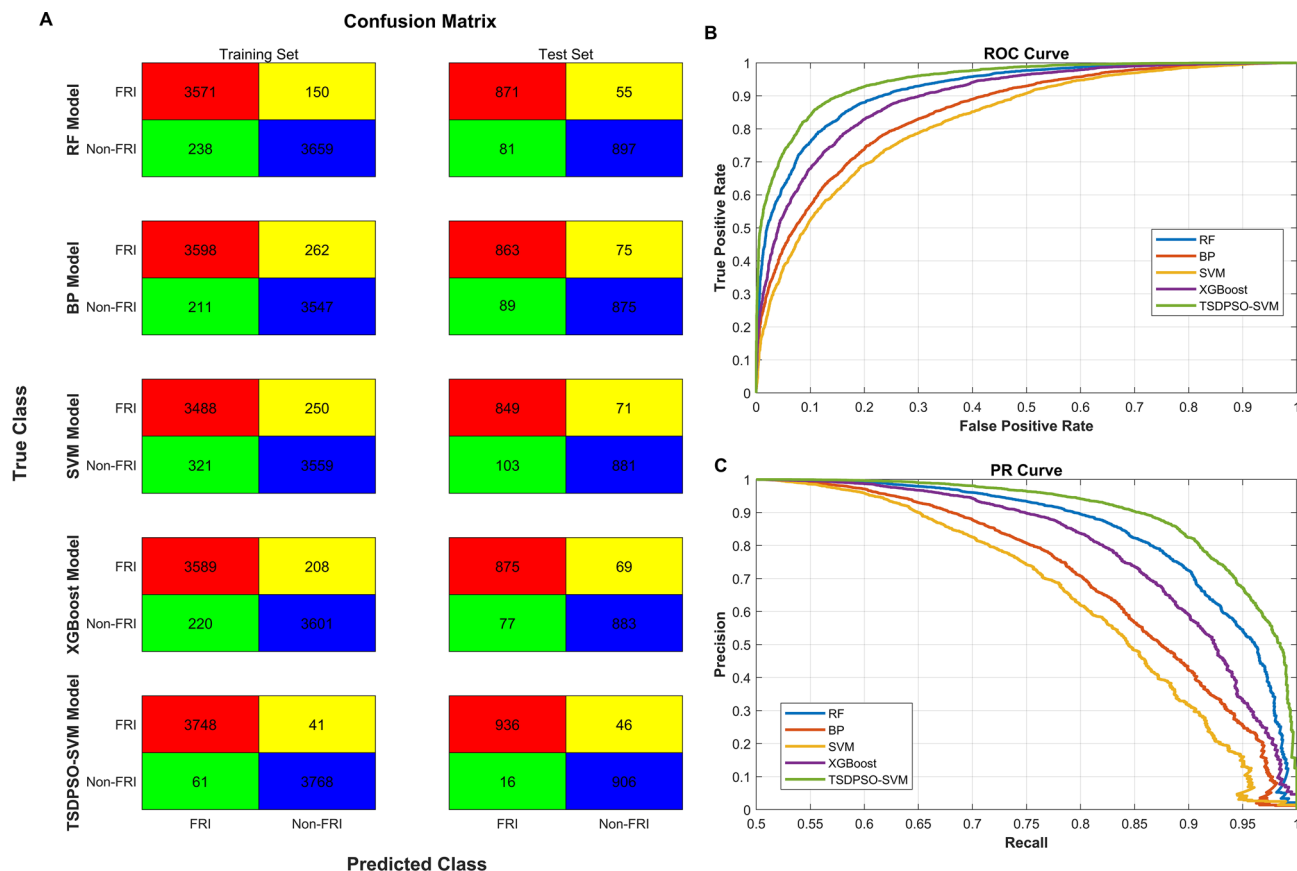 A
Confusion Matrix
Training Set
Test Set
RF Model
FRI
3571
150
871
55
Non-FRI
238
3659
81
897
BP Model
FRI
3598
262
863
75
Non-FRI
211
3547
89
875
SVM Model
FRI
3488
250
849
71
Non-FRI
321
3559
103
881
XGBoost Model
FRI
3589
208
875
69
Non-FRI
220
3601
77
883
TSDPSO-SVM Model
FRI
3748
41
936
46
Non-FRI
61
3768
16
906
FRI
Non-FRI
FRI
Non-FRI
True Class
Predicted Class
B
ROC Curve
1
0.9
0.8
0.7
0.6
0.5
0.4
0.3
0.2
0.1
0
True Positive Rate
RF
BP
SVM
XGBoost
TSDPSO-SVM
0
0.1
0.2
0.3
0.4
0.5
0.6
0.7
0.8
0.9
1
False Positive Rate
C
PR Curve
1
0.9
0.8
0.7
0.6
0.5
0.4
0.3
0.2
0.1
0
Precision
RF
BP
SVM
XGBoost
TSDPSO-SVM
0.5
0.55
0.6
0.65
0.7
0.75
0.8
0.85
0.9
0.95
1
Recall